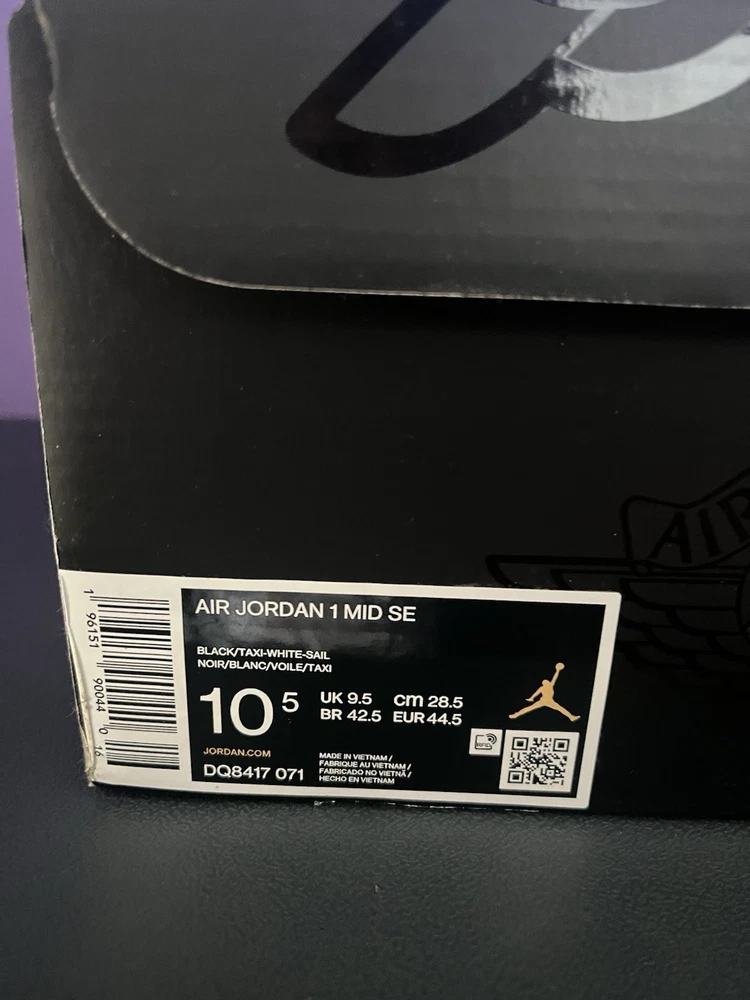 AIR
AIR JORDAN 1 MID SE
BLACK/TAXI-WHITE-SAIL
NOIR/BLANC/VOILE/TAXI
10 5
UK 9.5 cm 28.5
BR 42.5 EUR 44.5
JORDAN.COM
DQ8417 071
MADE IN VIETNAM /
FABRIQUE AU VIETNAM /
FABRICADO NO VIETNÃ /
HECHO EN VIETNAM
RFID
1 96151 90044 0 16